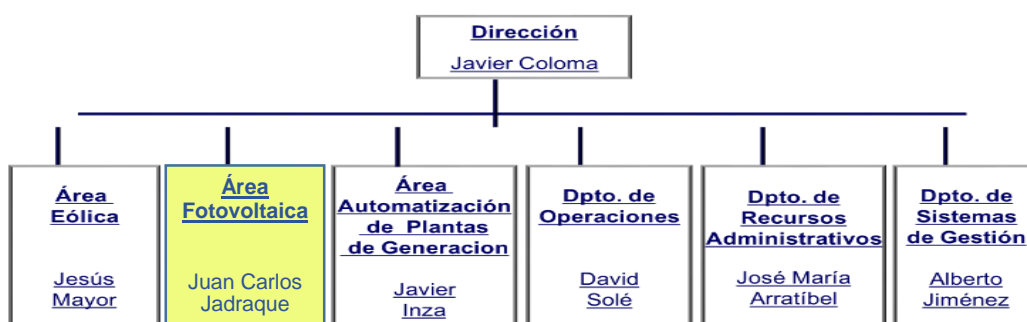 Dirección
Javier Coloma
Área
Eólica
Jesús
Mayor
Área
Fotovoltaica
Juan Carlos
Jadraque
Área
Automatización
de Plantas
de Generacion
Javier
Inza
Dpto. de
Operaciones
David
Solé
Dpto. de
Recursos
Administrativos
José María
Arratíbel
Dpto. de
Sistemas
de Gestión
Alberto
Jiménez